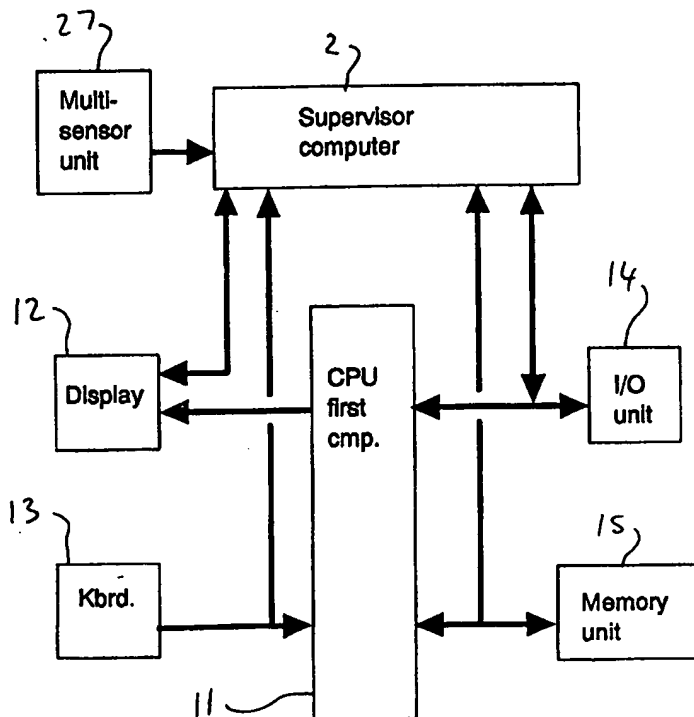 27
2
Multi-
sensor
unit
Supervisor
computer
12
14
Display
CPU
first
cmp.
I/O
unit
13
15
Kbrd.
Memory
unit
11